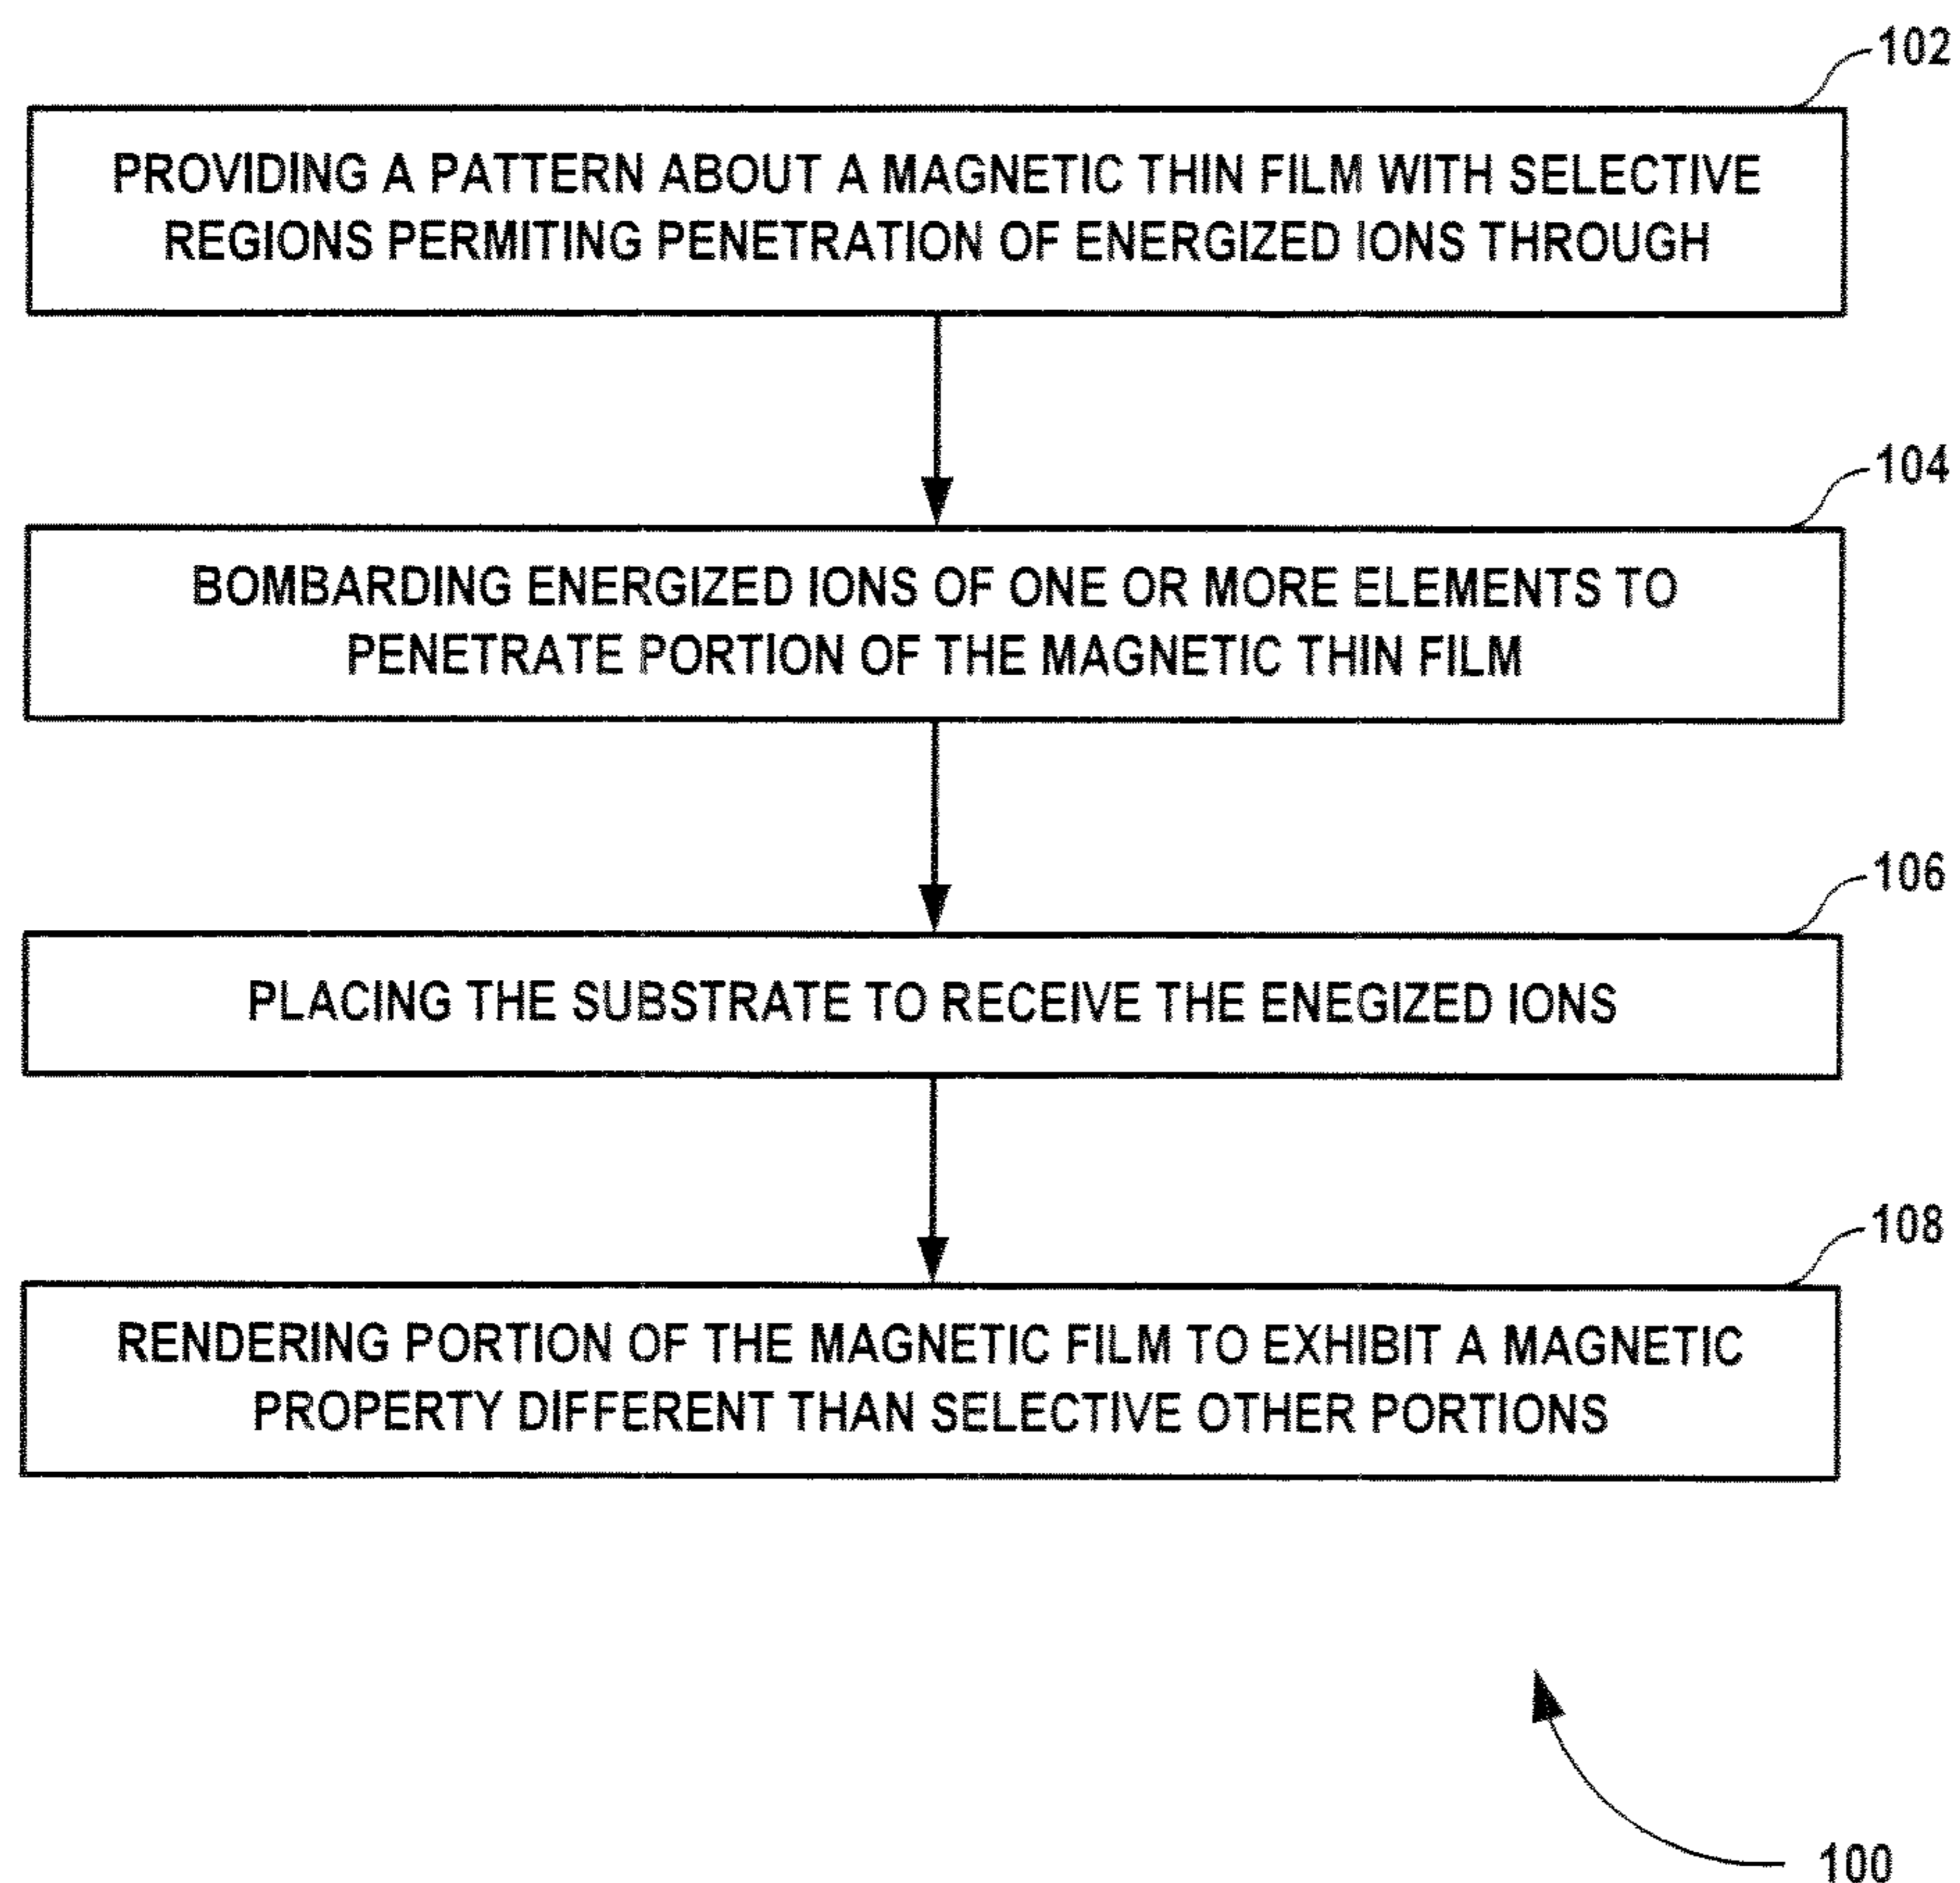 102
PROVIDING A PATTERN ABOUT A MAGNETIC THIN FILM WITH SELECTIVE
REGIONS PERMITING PENETRATION OF ENERGIZED IONS THROUGH
104
BOMBARDING ENERGIZED IONS OF ONE OR MORE ELEMENTS TO
PENETRATE PORTION OF THE MAGNETIC THIN FILM
106
PLACING THE SUBSTRATE TO RECEIVE THE ENEGIZED IONS
108
RENDERING PORTION OF THE MAGNETIC FILM TO EXHIBIT A MAGNETIC
PROPERTY DIFFERENT THAN SELECTIVE OTHER PORTIONS
100